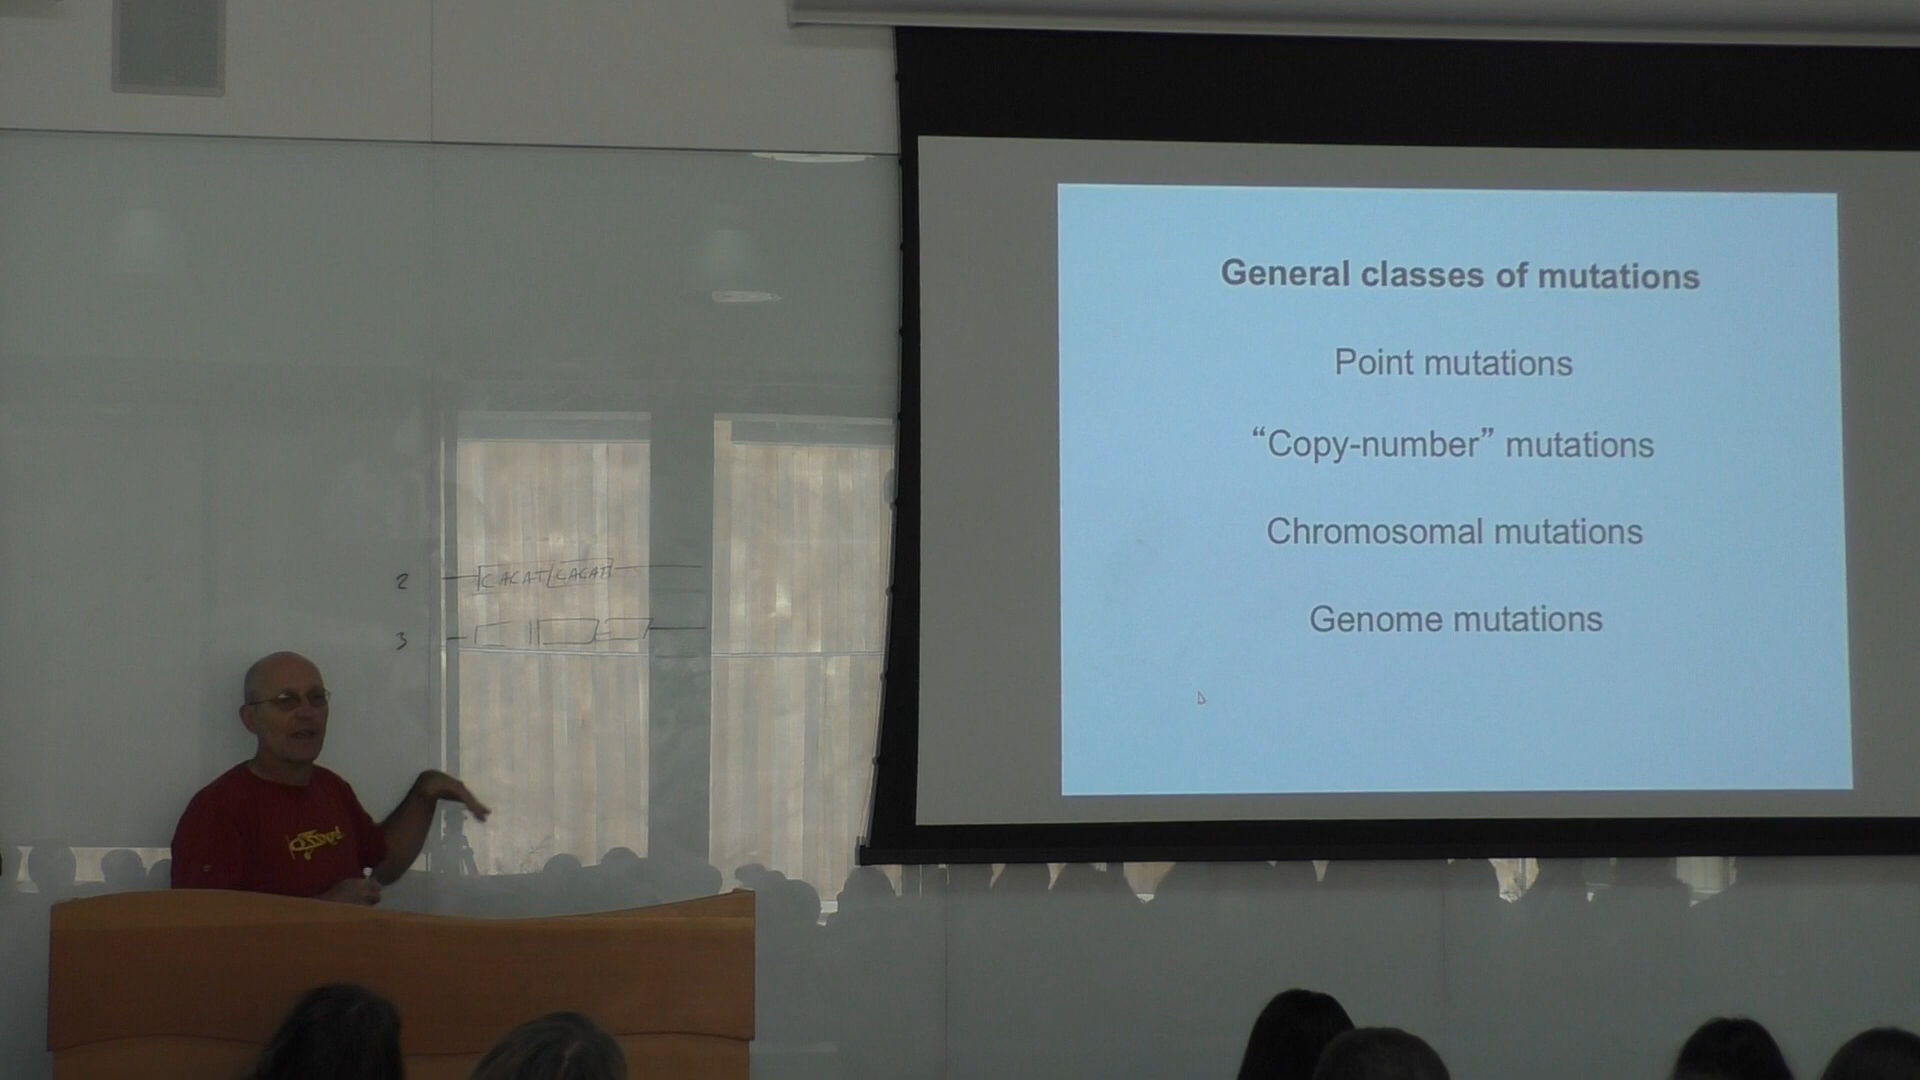 General classes of mutations
Point mutations
“Copy-number” mutations
Chromosomal mutations
Genome mutations
2 CACAT CACAT
3